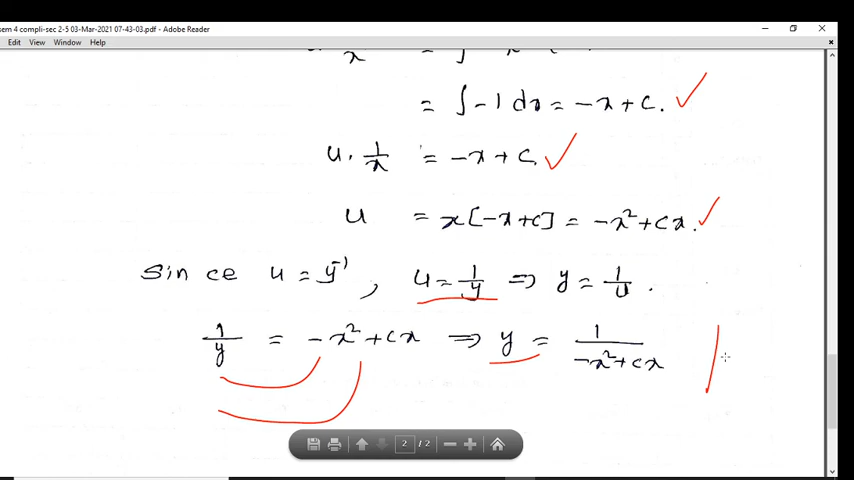 sem 4 compli-sec 2-5 03-Mar-2021 07-43-03.pdf - Adobe Reader
Edit View Window Help
= ∫ -1 dx = -x + c.
u. 1/x = -x + c
u = x[-x+c] = -x² + cx.
Since u = y⁻¹, u = 1/y ⇒ y = 1/u.
1/y = -x² + cx ⇒ y = 1/(-x² + cx)
2 / 2